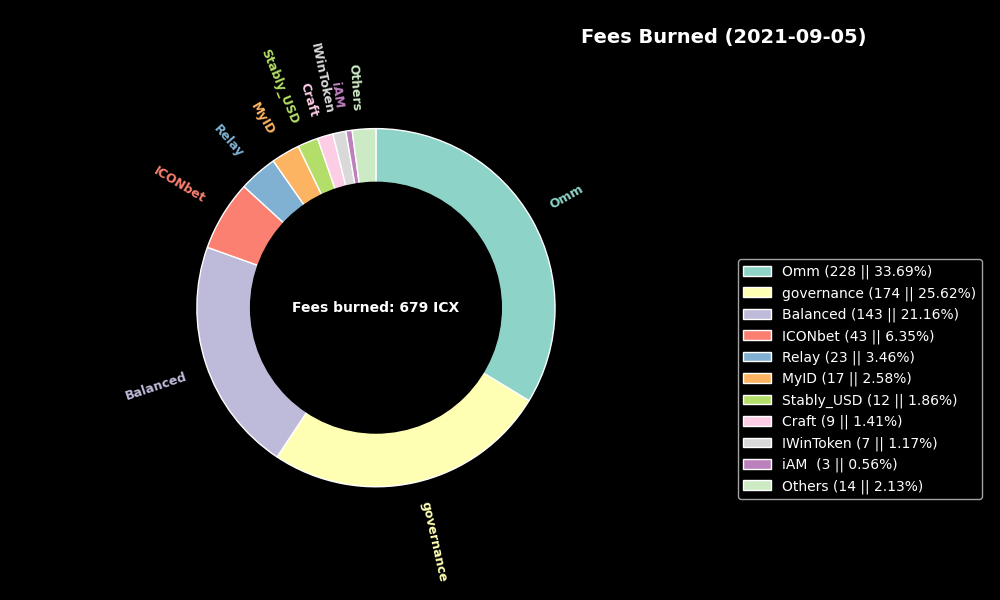 Fees Burned (2021-09-05)
Others
iAM
IWinToken
Craft
Stably_USD
MyID
Relay
ICONbet
Omm
Balanced
governance
Fees burned: 679 ICX
Omm (228 || 33.69%)
governance (174 || 25.62%)
Balanced (143 || 21.16%)
ICONbet (43 || 6.35%)
Relay (23 || 3.46%)
MyID (17 || 2.58%)
Stably_USD (12 || 1.86%)
Craft (9 || 1.41%)
IWinToken (7 || 1.17%)
iAM  (3 || 0.56%)
Others (14 || 2.13%)